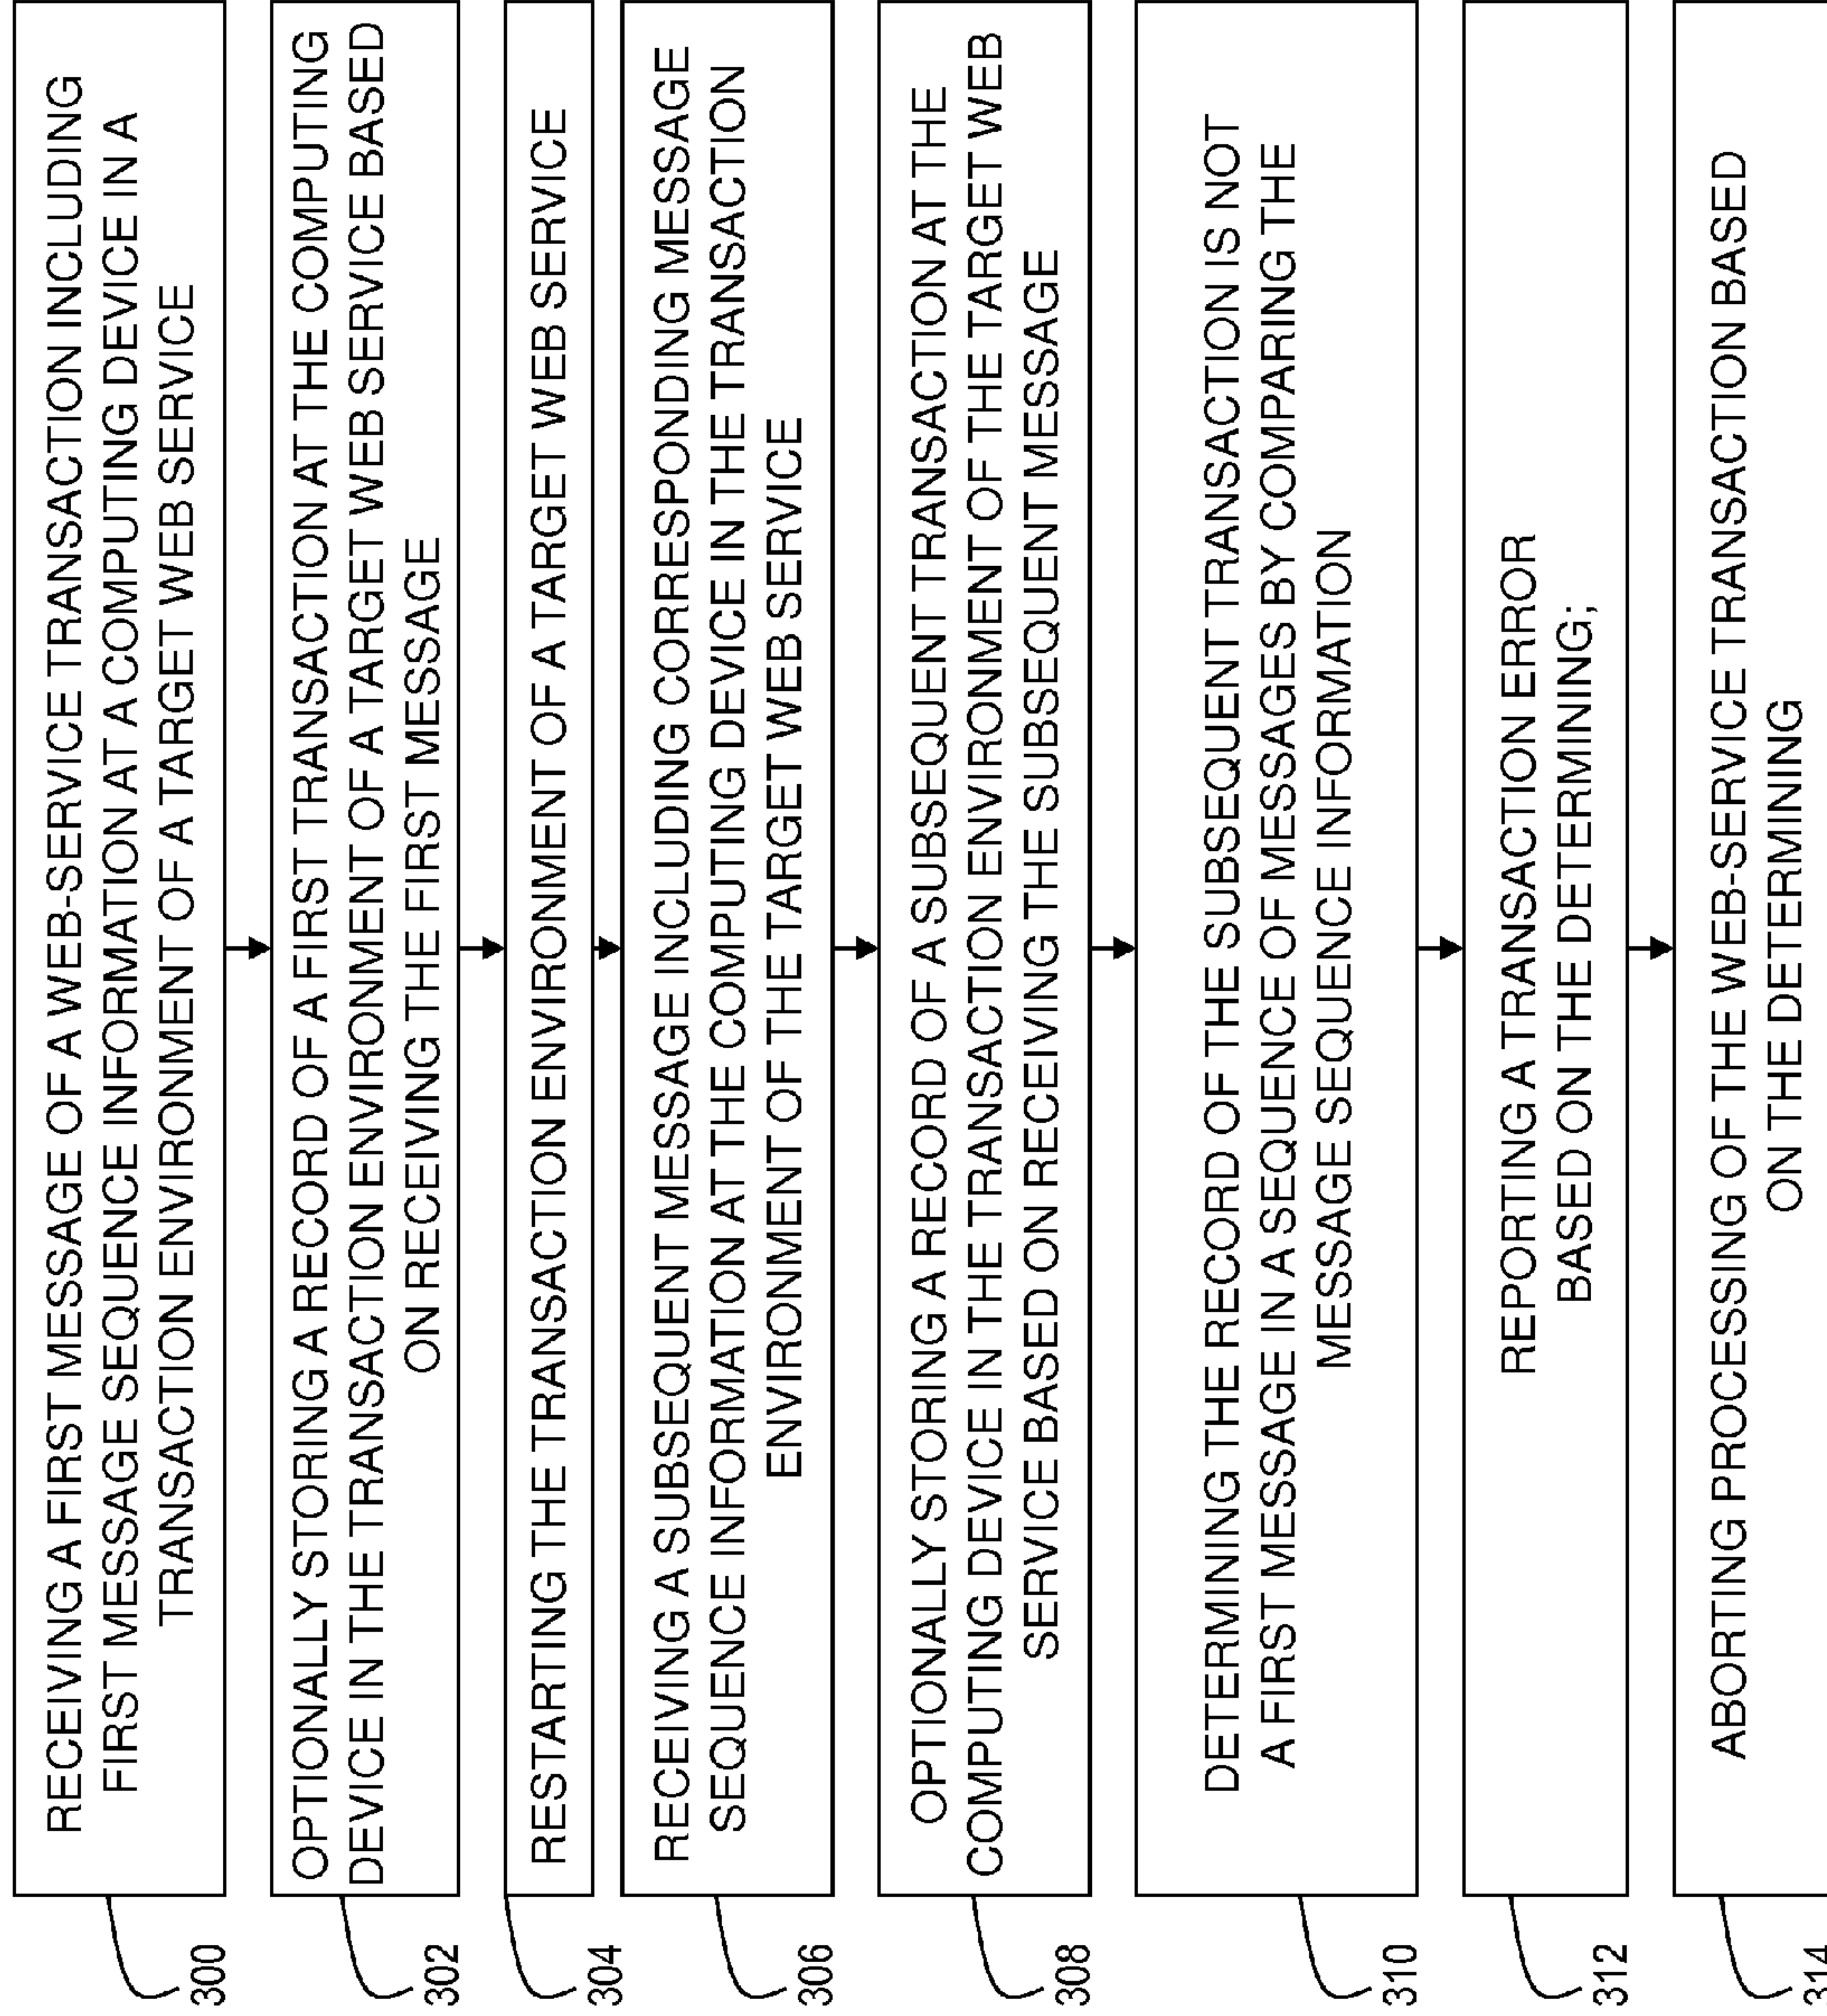 RECEIVING A FIRST MESSAGE OF A WEB-SERVICE TRANSACTION INCLUDING
FIRST MESSAGE SEQUENCE INFORMATION AT A COMPUTING DEVICE IN A
TRANSACTION ENVIRONMENT OF A TARGET WEB SERVICE
300
OPTIONALLY STORING A RECORD OF A FIRST TRANSACTION AT THE COMPUTING
DEVICE IN THE TRANSACTION ENVIRONMENT OF A TARGET WEB SERVICE BASED
ON RECEIVING THE FIRST MESSAGE
302
RESTARTING THE TRANSACTION ENVIRONMENT OF A TARGET WEB SERVICE
304
RECEIVING A SUBSEQUENT MESSAGE INCLUDING CORRESPONDING MESSAGE
SEQUENCE INFORMATION AT THE COMPUTING DEVICE IN THE TRANSACTION
ENVIRONMENT OF THE TARGET WEB SERVICE
306
OPTIONALLY STORING A RECORD OF A SUBSEQUENT TRANSACTION AT THE
COMPUTING DEVICE IN THE TRANSACTION ENVIRONMENT OF THE TARGET WEB
SERVICE BASED ON RECEIVING THE SUBSEQUENT MESSAGE
308
DETERMINING THE RECORD OF THE SUBSEQUENT TRANSACTION IS NOT
A FIRST MESSAGE IN A SEQUENCE OF MESSAGES BY COMPARING THE
MESSAGE SEQUENCE INFORMATION
310
REPORTING A TRANSACTION ERROR
BASED ON THE DETERMINING;
312
ABORTING PROCESSING OF THE WEB-SERVICE TRANSACTION BASED
ON THE DETERMINING
314